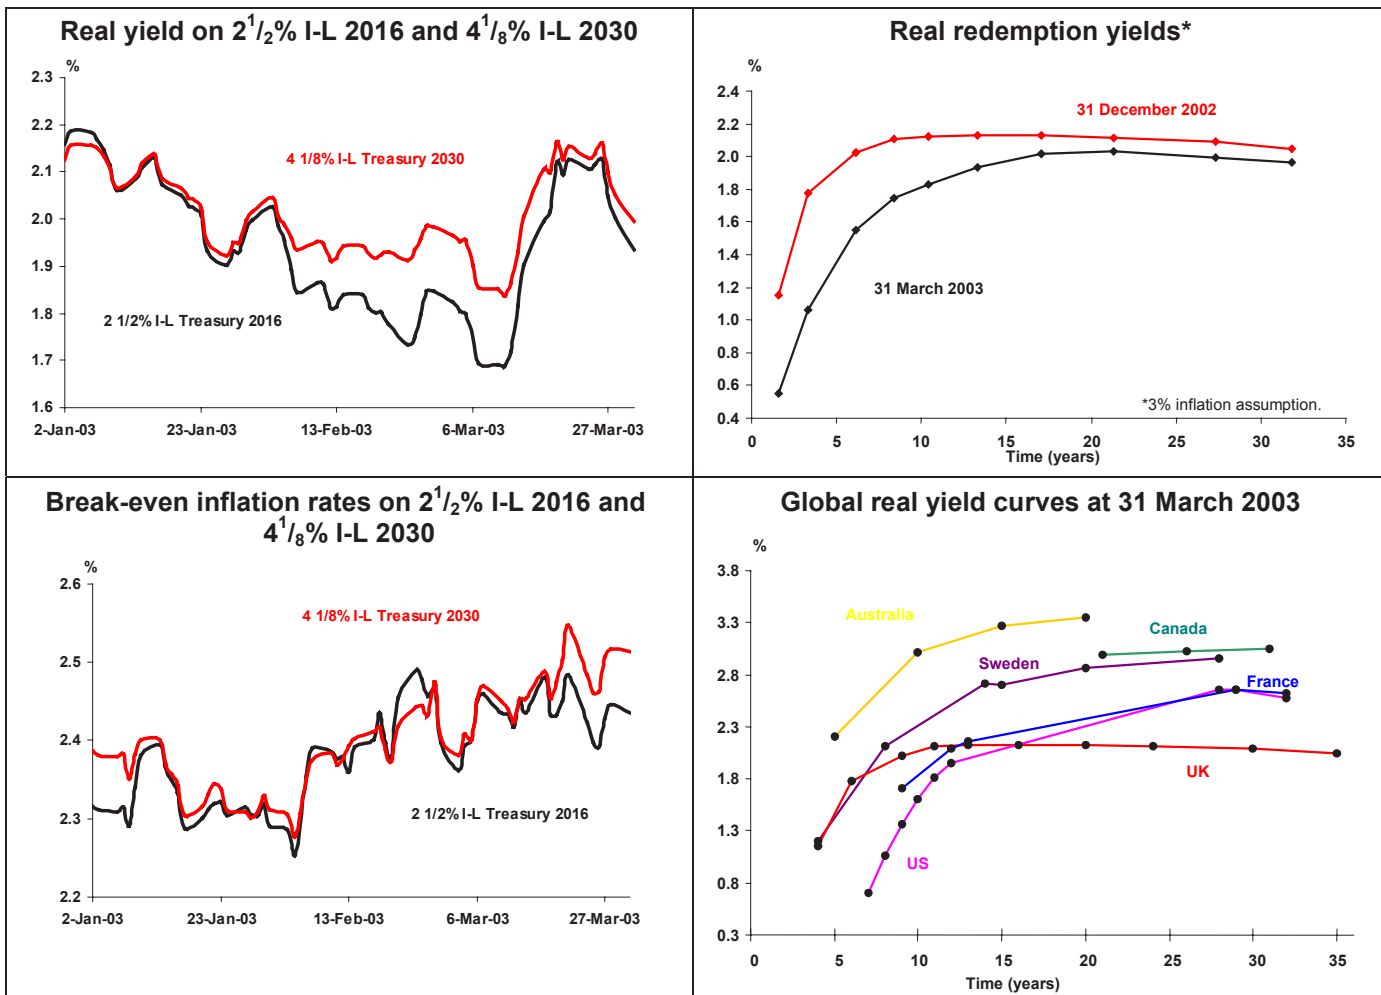 Real yield on 2 1/2% I-L 2016 and 4 1/8% I-L 2030
%
2.3
2.2
2.1
2.0
1.9
1.8
1.7
1.6
4 1/8% I-L Treasury 2030
2 1/2% I-L Treasury 2016
2-Jan-03 23-Jan-03 13-Feb-03 6-Mar-03 27-Mar-03
Real redemption yields*
%
2.4
2.2
2.0
1.8
1.6
1.4
1.2
1.0
0.8
0.6
0.4
31 December 2002
31 March 2003
*3% inflation assumption.
0 5 10 15 20 25 30 35
Time (years)
Break-even inflation rates on 2 1/2% I-L 2016 and
4 1/8% I-L 2030
%
2.6
2.5
2.4
2.3
2.2
4 1/8% I-L Treasury 2030
2 1/2% I-L Treasury 2016
2-Jan-03 23-Jan-03 13-Feb-03 6-Mar-03 27-Mar-03
Global real yield curves at 31 March 2003
%
3.8
3.3
2.8
2.3
1.8
1.3
0.8
0.3
Australia
Canada
Sweden
France
UK
US
0 5 10 15 20 25 30 35
Time (years)